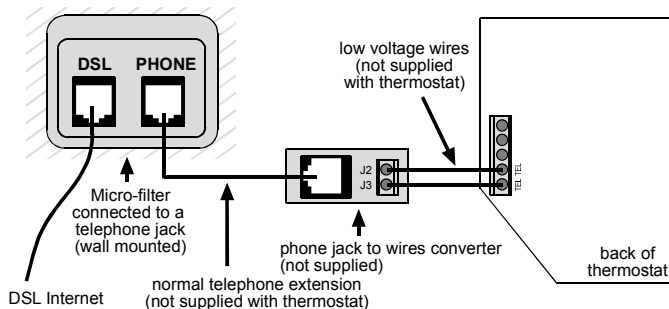 DSL PHONE
low voltage wires
(not supplied
with thermostat)
J2
J3
TEL TEL
Micro-filter
connected to a
telephone jack
(wall mounted)
phone jack to wires converter
(not supplied)
back of
thermostat
normal telephone extension
(not supplied with thermostat)
DSL Internet